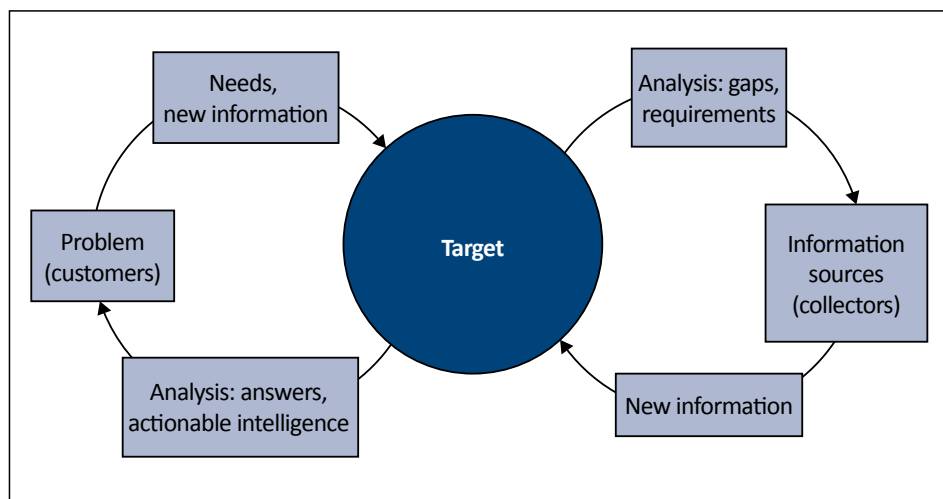 Needs,
new information
Analysis: gaps,
requirements
Problem
(customers)
Target
Information
sources
(collectors)
Analysis: answers,
actionable intelligence
New information